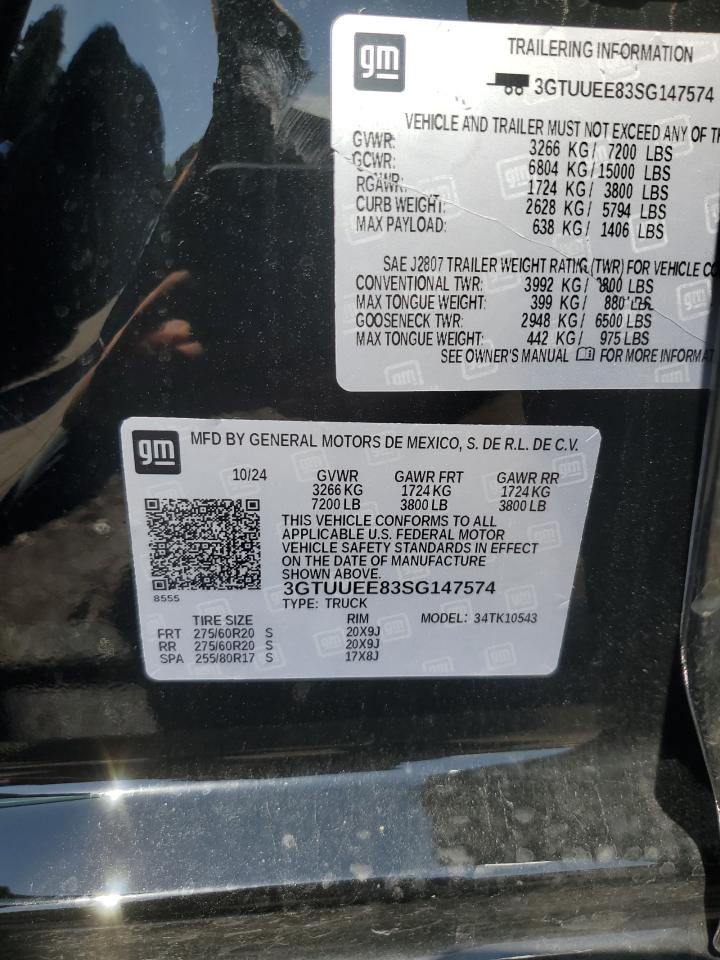 gm
TRAILERING INFORMATION
3GTUUEE83SG147574
VEHICLE AND TRAILER MUST NOT EXCEED ANY OF
GVWR: 3266 KG/ 7200 LBS
GCWR: 6804 KG/ 15000 LBS
RGAWR: 1724 KG/ 3800 LBS
CURB WEIGHT: 2628 KG/ 5794 LBS
MAX PAYLOAD: 638 KG/ 1406 LBS
SAE J2807 TRAILER WEIGHT RATING (TWR) FOR VEHICLE
CONVENTIONAL TWR: 3992 KG/ LBS
MAX TONGUE WEIGHT: 399 KG/ LBS
GOOSENECK TWR: 2948 KG/ 6500 LBS
MAX TONGUE WEIGHT: 442 KG/ 975 LBS
SEE OWNER'S MANUAL FOR MORE
gm
MFD BY GENERAL MOTORS DE MEXICO, S. DE R.L. DE C.V.
10/24 GVWR GAWR FRT GAWR RR
3266 KG 1724 KG 1724 KG
7200 LB 3800 LB 3800 LB
THIS VEHICLE CONFORMS TO ALL
APPLICABLE U.S. FEDERAL MOTOR
VEHICLE SAFETY STANDARDS IN EFFECT
ON THE DATE OF MANUFACTURE
SHOWN ABOVE.
3GTUUEE83SG147574
8555
TYPE: TRUCK
TIRE SIZE RIM MODEL: 34TK10543
FRT 275/60R20 S 20X9J
RR 275/60R20 S 20X9J
SPA 255/80R17 S 17X8J